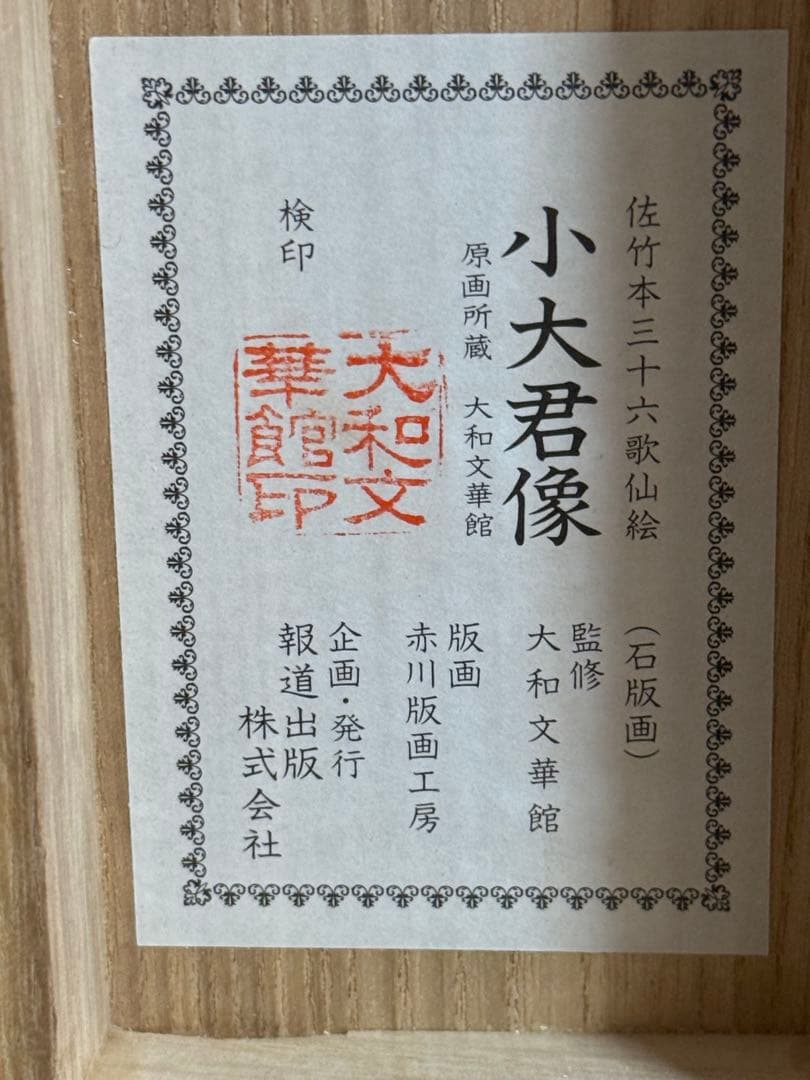 佐竹本三十六歌仙絵
（石版画）
小大君像
原画所蔵　大和文華館
監修
大和文華館
版画
赤川版画工房
検印
大和文
華館印
企画・発行
報道出版
株式会社